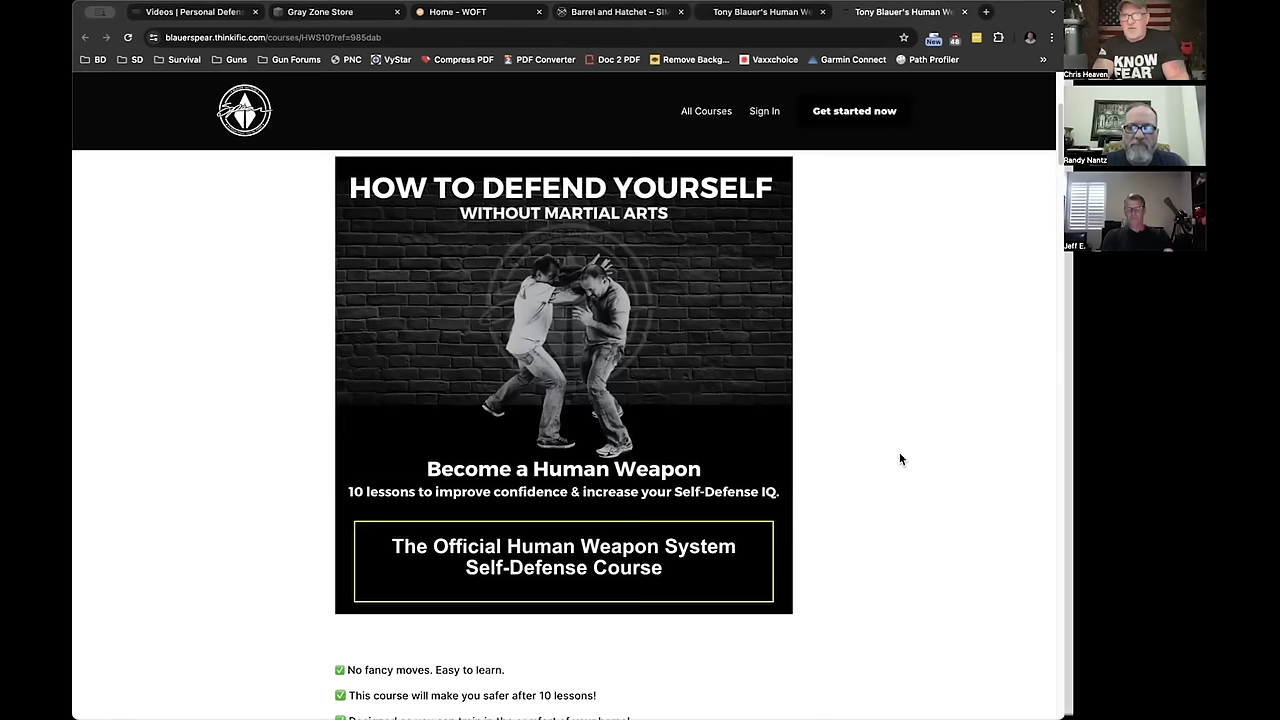 Videos | Personal Defen
Gray Zone Store
Home - WOFT
Barrel and Hatchet – SIM
Tony Blauer's Human W
Tony Blauer's Human W
blauerspear.thinkific.com/courses/HWS10?ref=985dab
New
48
BD
SD
Survival
Guns
Gun Forums
PNC
VyStar
Compress PDF
PDF Converter
Doc 2 PDF
Remove Backg...
Vaxxchoice
Garmin Connect
Path Profiler
»
KNOW
FEAR
Chris Heaven
Randy Nantz
Jeff E.
All Courses
Sign In
Get started now
HOW TO DEFEND YOURSELF
WITHOUT MARTIAL ARTS
Become a Human Weapon
10 lessons to improve confidence & increase your Self-Defense IQ.
The Official Human Weapon System
Self-Defense Course
✅ No fancy moves. Easy to learn.
✅ This course will make you safer after 10 lessons!